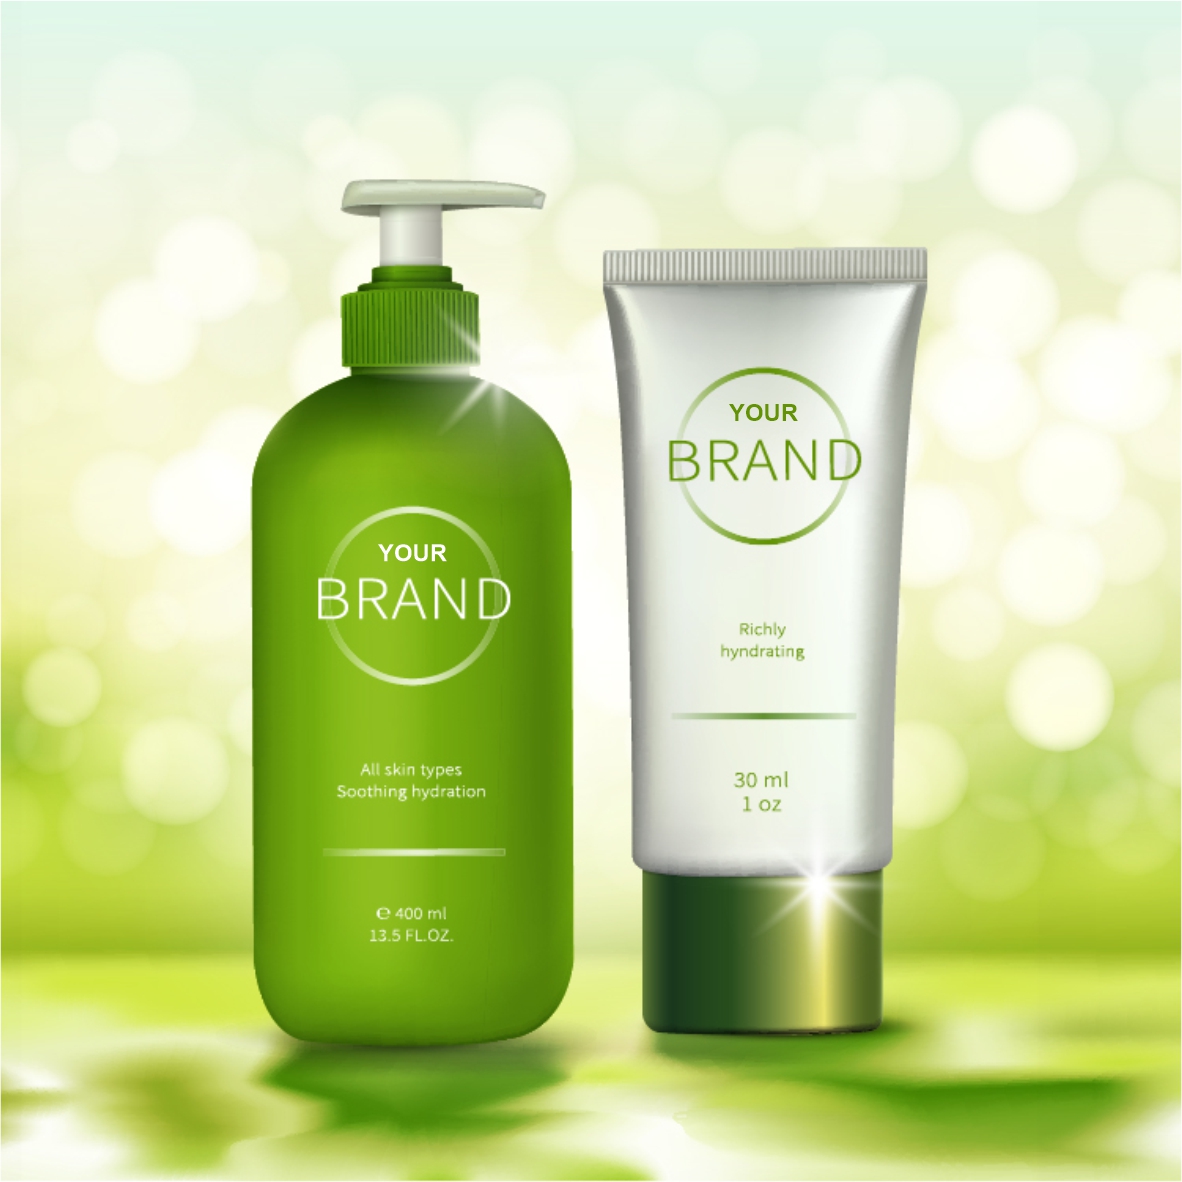 YOUR
BRAND
All skin types
Soothing hydration
℮ 400 ml
13.5 FL.OZ.
YOUR
BRAND
Richly
hyndrating
30 ml
1 oz